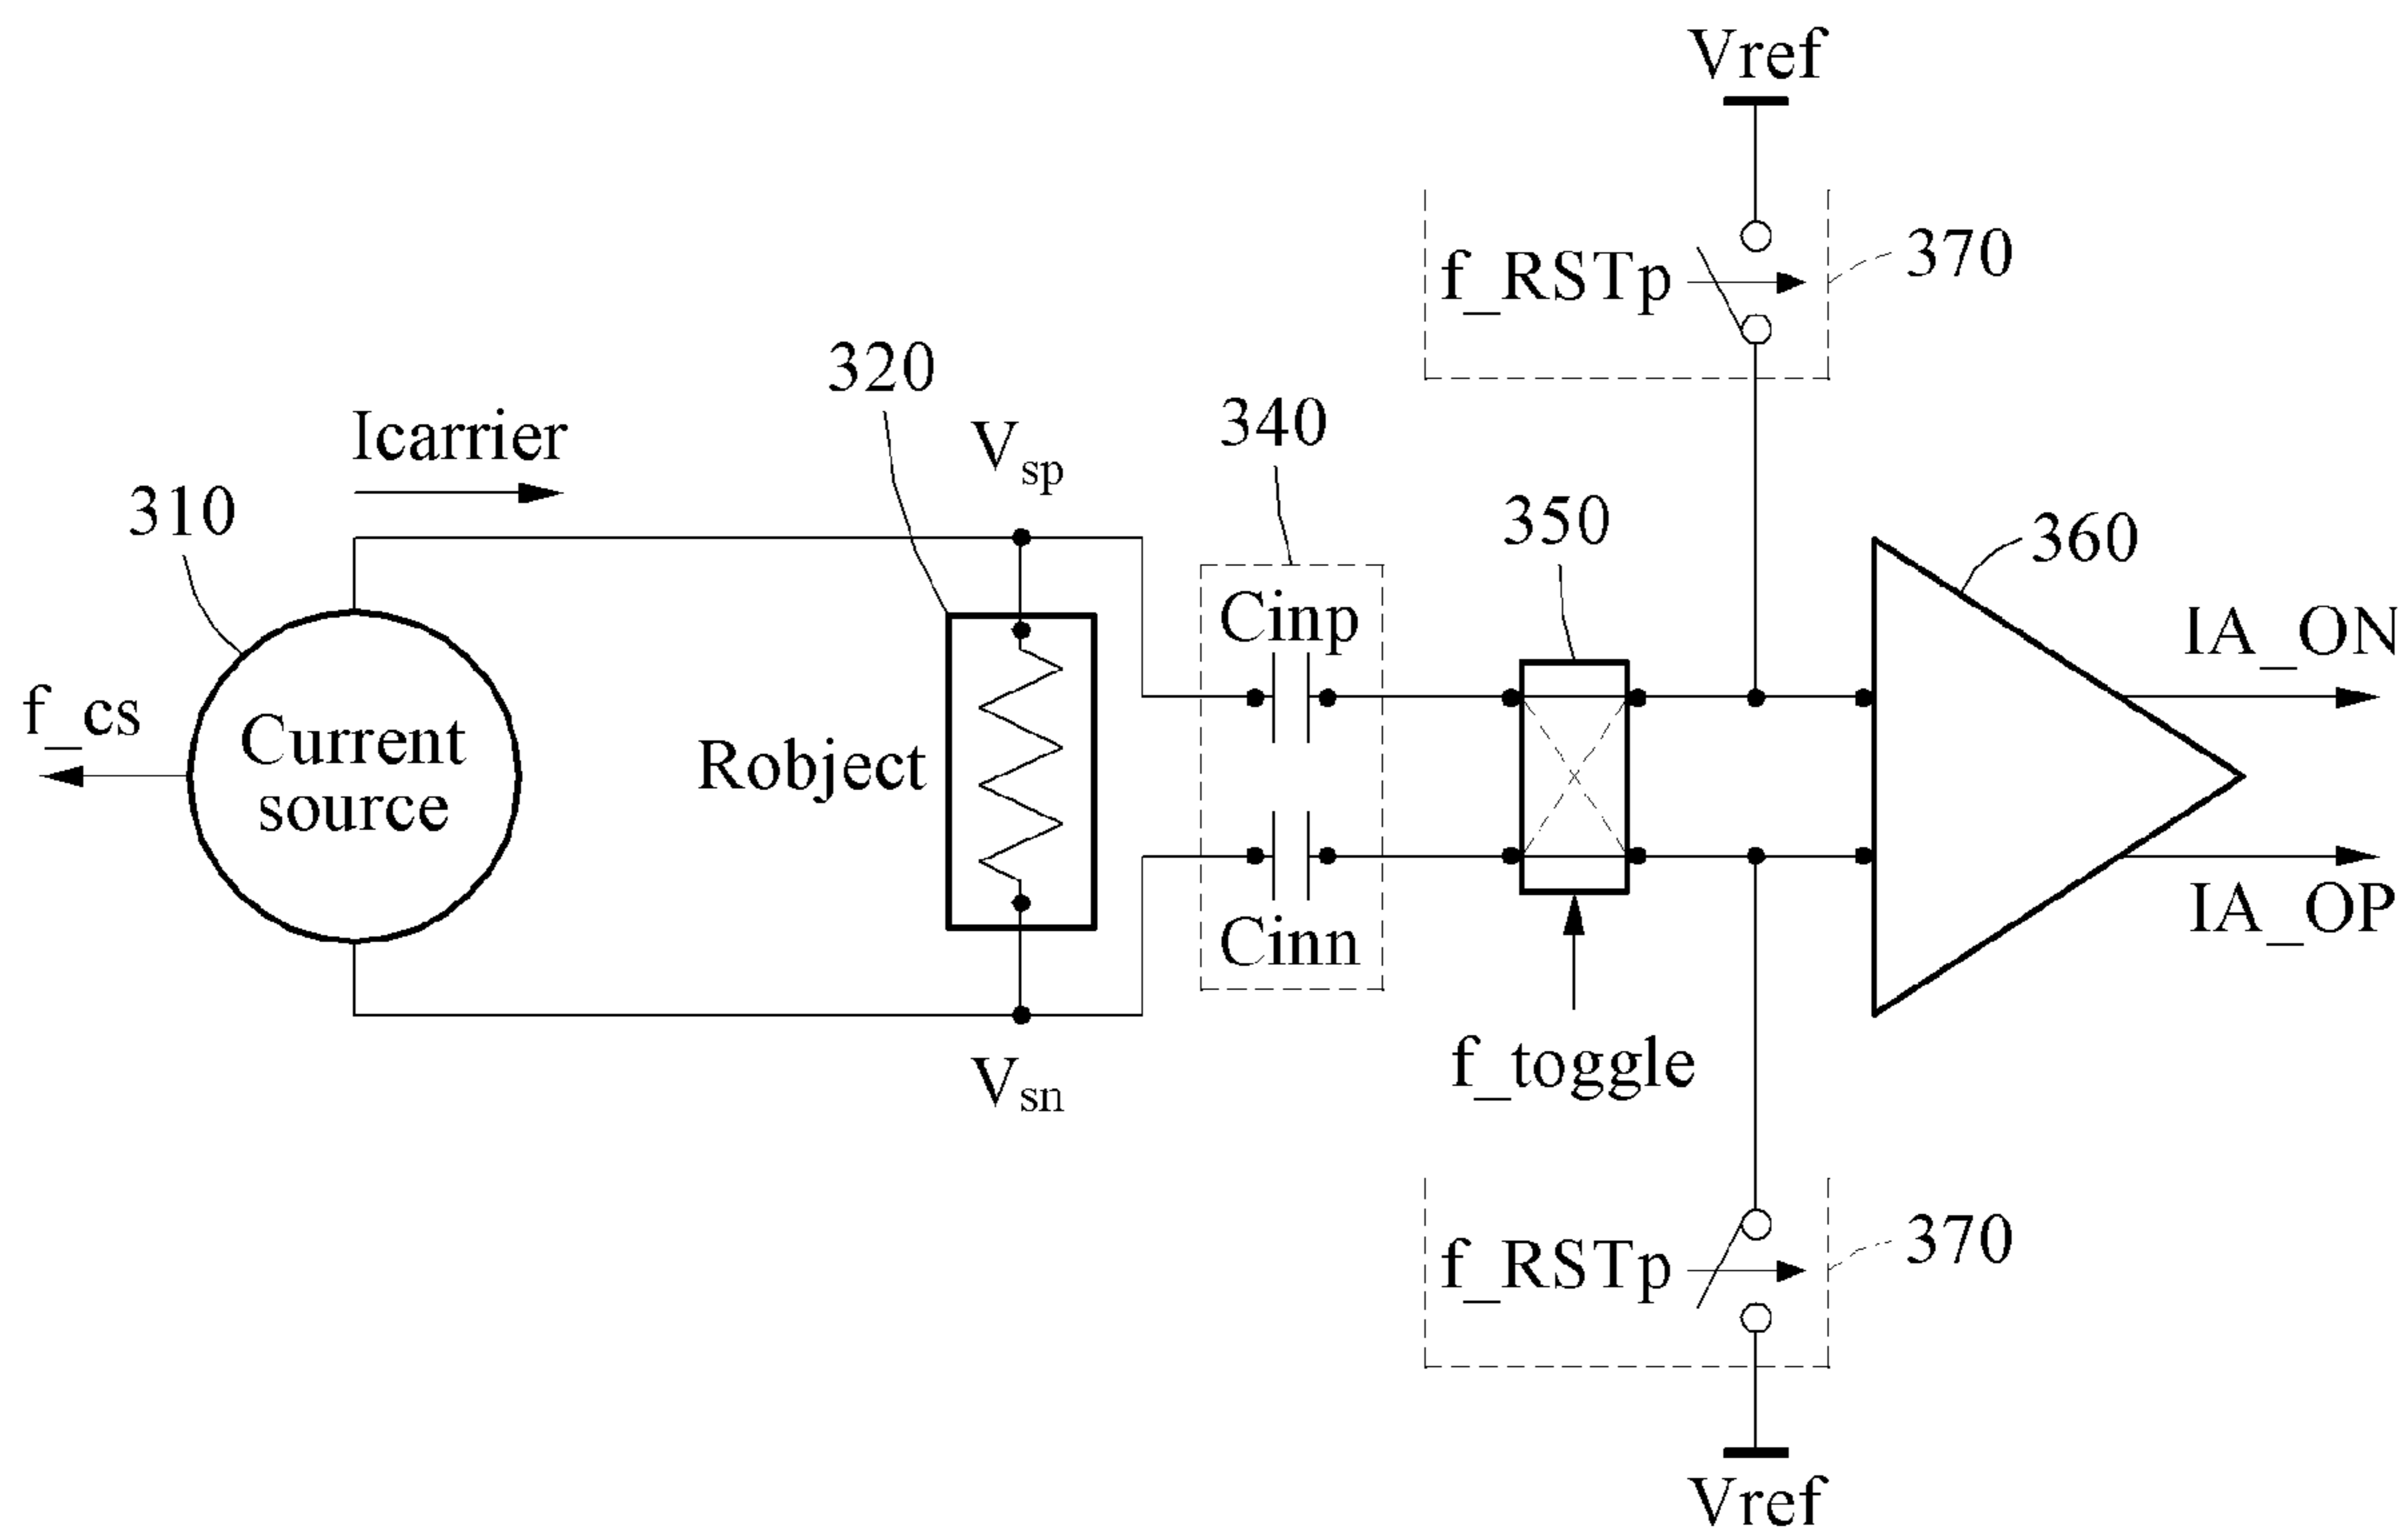 Vref
f_RSTp
370
320
340
Icarrier
Vsp
310
350
360
Cinp
IA_ON
f_cs
Current
source
Robject
Cinn
IA_OP
f_toggle
Vsn
f_RSTp
370
Vref